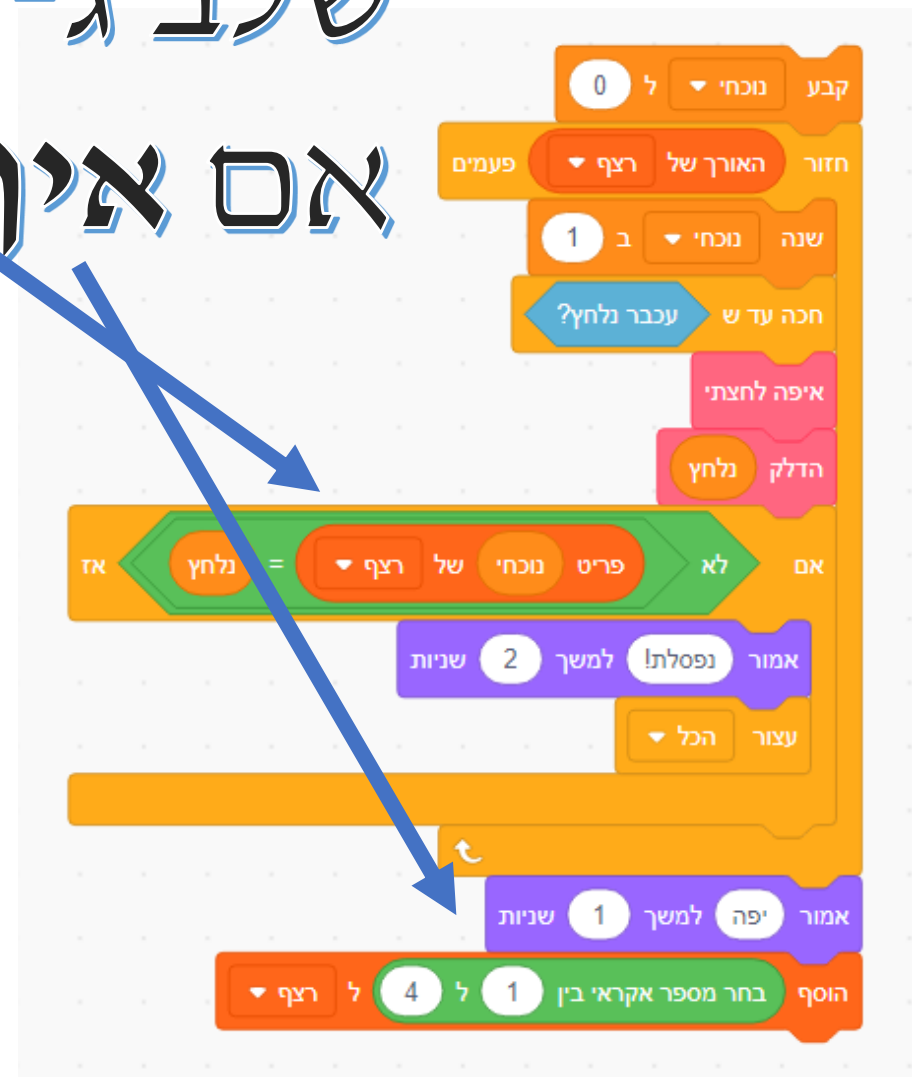 שלב ג-
אם אין
קבע נוכחי ל 0
חזור האורך של רצף פעמים
שנה נוכחי ב 1
חכה עד ש עכבר נלחץ?
איפה לחצתי
הדלק נלחץ
אם לא פריט נוכחי של רצף = נלחץ אז
אמור נפסלת! למשך 2 שניות
עצור הכל
אמור יפה למשך 1 שניות
הוסף בחר מספר אקראי בין 1 ל 4 ל רצף